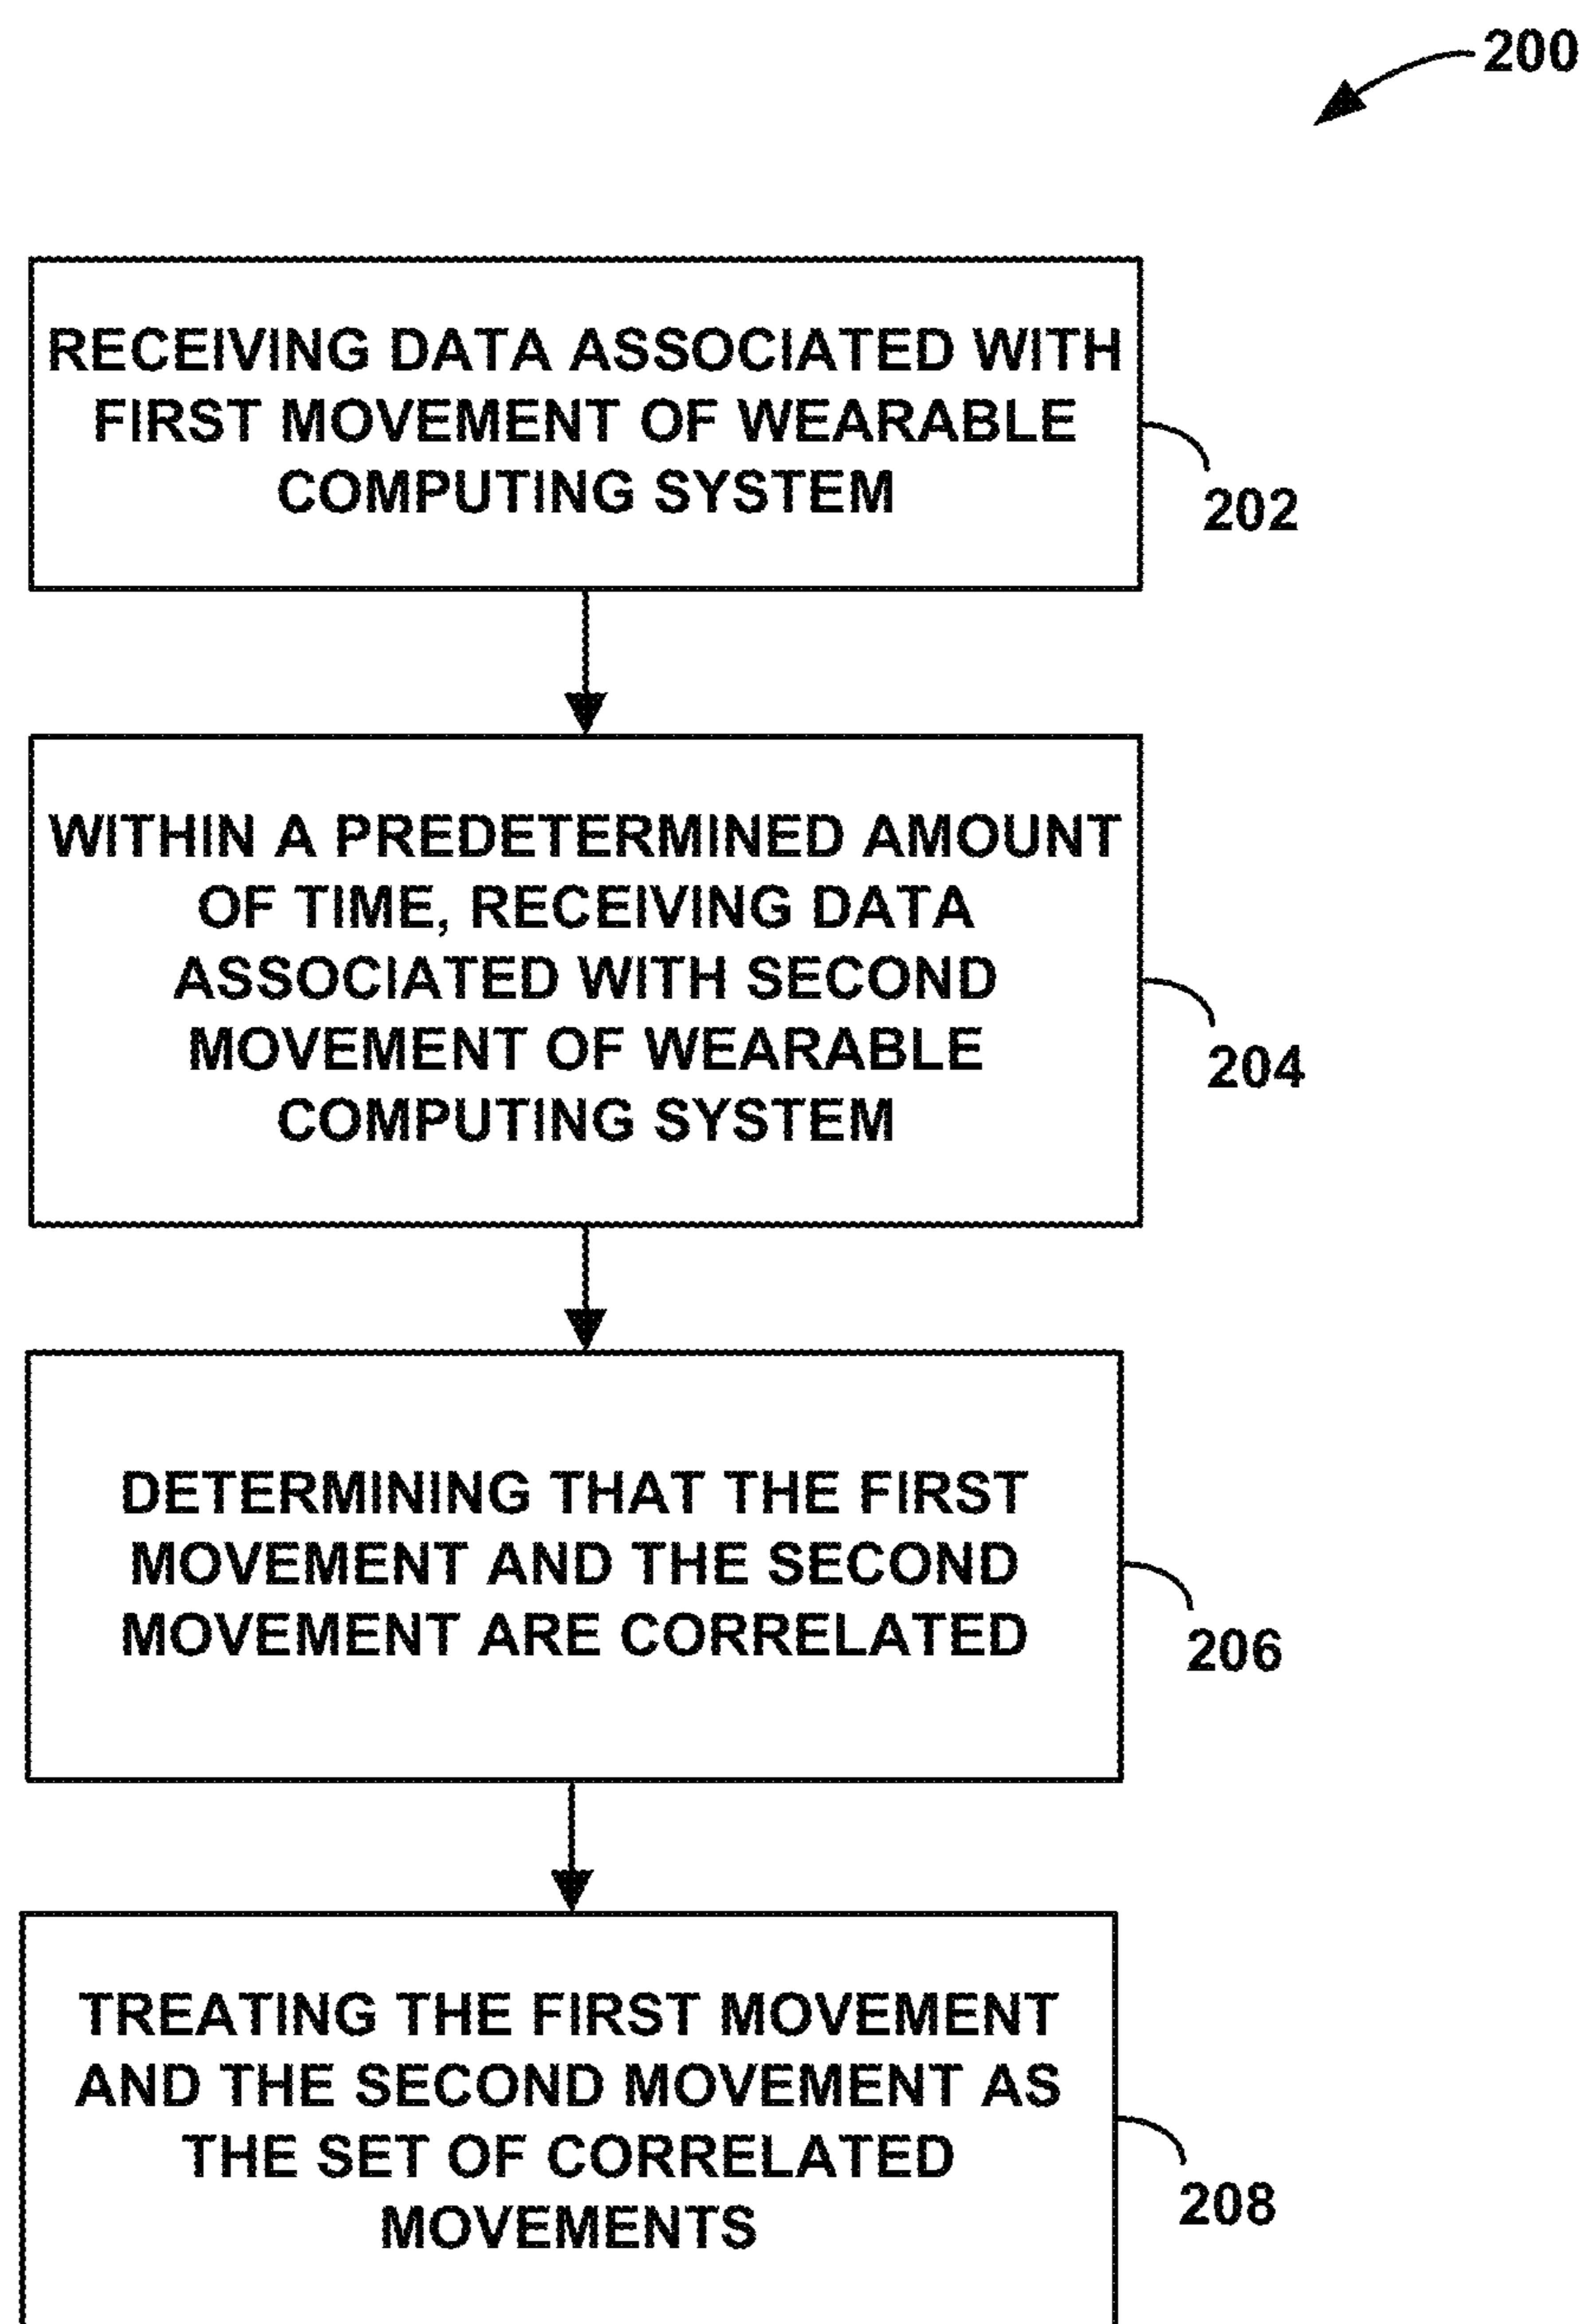 200
RECEIVING DATA ASSOCIATED WITH
FIRST MOVEMENT OF WEARABLE
COMPUTING SYSTEM
202
WITHIN A PREDETERMINED AMOUNT
OF TIME, RECEIVING DATA
ASSOCIATED WITH SECOND
MOVEMENT OF WEARABLE
COMPUTING SYSTEM
204
DETERMINING THAT THE FIRST
MOVEMENT AND THE SECOND
MOVEMENT ARE CORRELATED
206
TREATING THE FIRST MOVEMENT
AND THE SECOND MOVEMENT AS
THE SET OF CORRELATED
MOVEMENTS
208